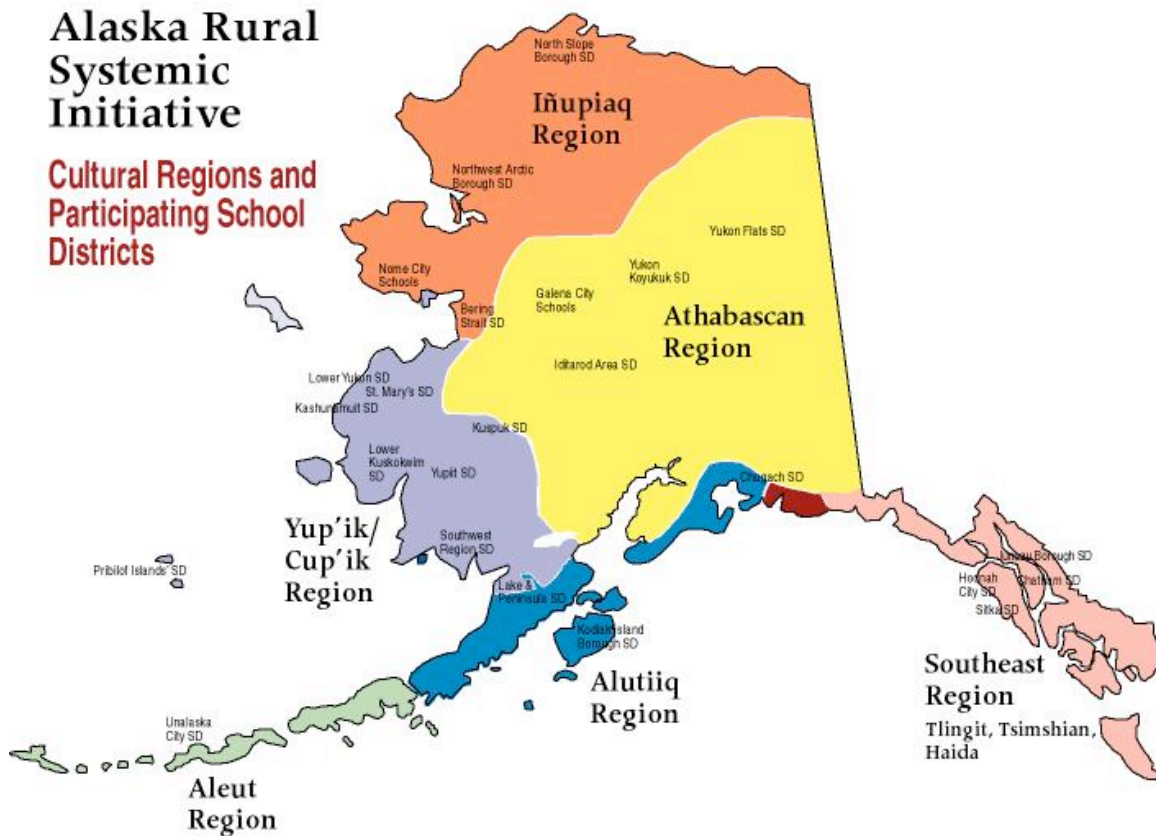 Alaska Rural
Systemic
Initiative
Cultural Regions and
Participating School
Districts
North Slope
Borough SD
Iñupiaq
Region
Northwest Arctic
Borough SD
Nome City
Schools
Bering
Strait SD
Yukon Flats SD
Yukon
Koyukuk SD
Galena City
Schools
Athabascan
Region
Iditarod Area SD
Lower Yukon SD
St. Mary's SD
Kashunamuit SD
Kuspuk SD
Lower
Kuskokwim
SD
Yupiit SD
Chugach SD
Yup'ik/
Cup'ik
Region
Southwest
Region SD
Pribilof Islands' SD
Lake &
Peninsula SD
Kodiak Island
Borough SD
Alutiiq
Region
Juneau Borough SD
Hoonah
City SD
Chatham SD
Sitka SD
Southeast
Region
Tlingit, Tsimshian,
Haida
Unalaska
City SD
Aleut
Region